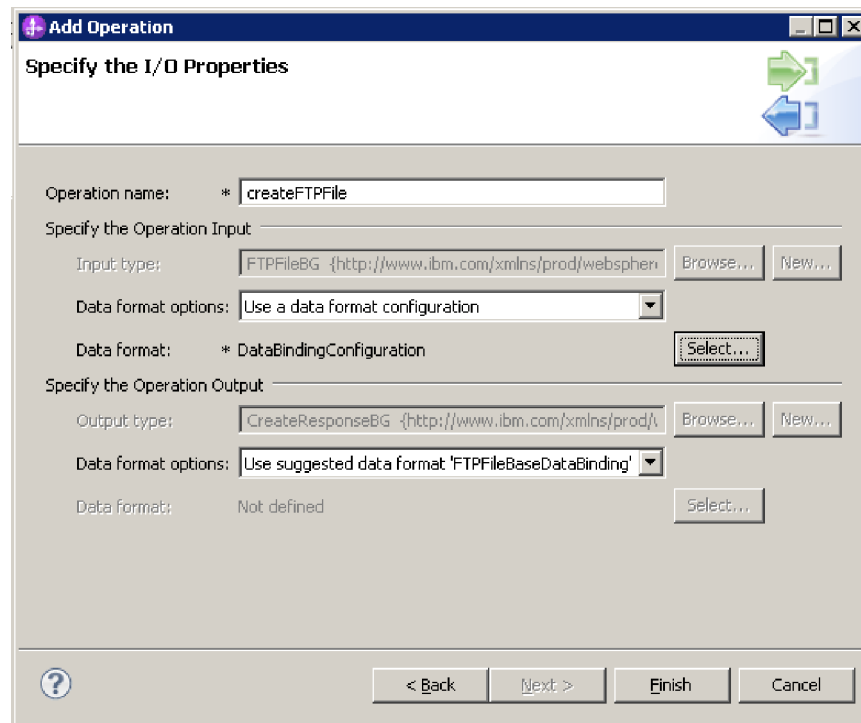 Add Operation
Specify the I/O Properties
Operation name: * createFTPFile
Specify the Operation Input
Input type: FTPFileBG {http://www.ibm.com/xmlns/prod/websphere Browse... New...
Data format options: Use a data format configuration
Data format: * DataBindingConfiguration Select...
Specify the Operation Output
Output type: CreateResponseBG {http://www.ibm.com/xmlns/prod/ Browse... New...
Data format options: Use suggested data format 'FTPFileBaseDataBinding'
Data format: Not defined Select...
? < Back Next > Finish Cancel